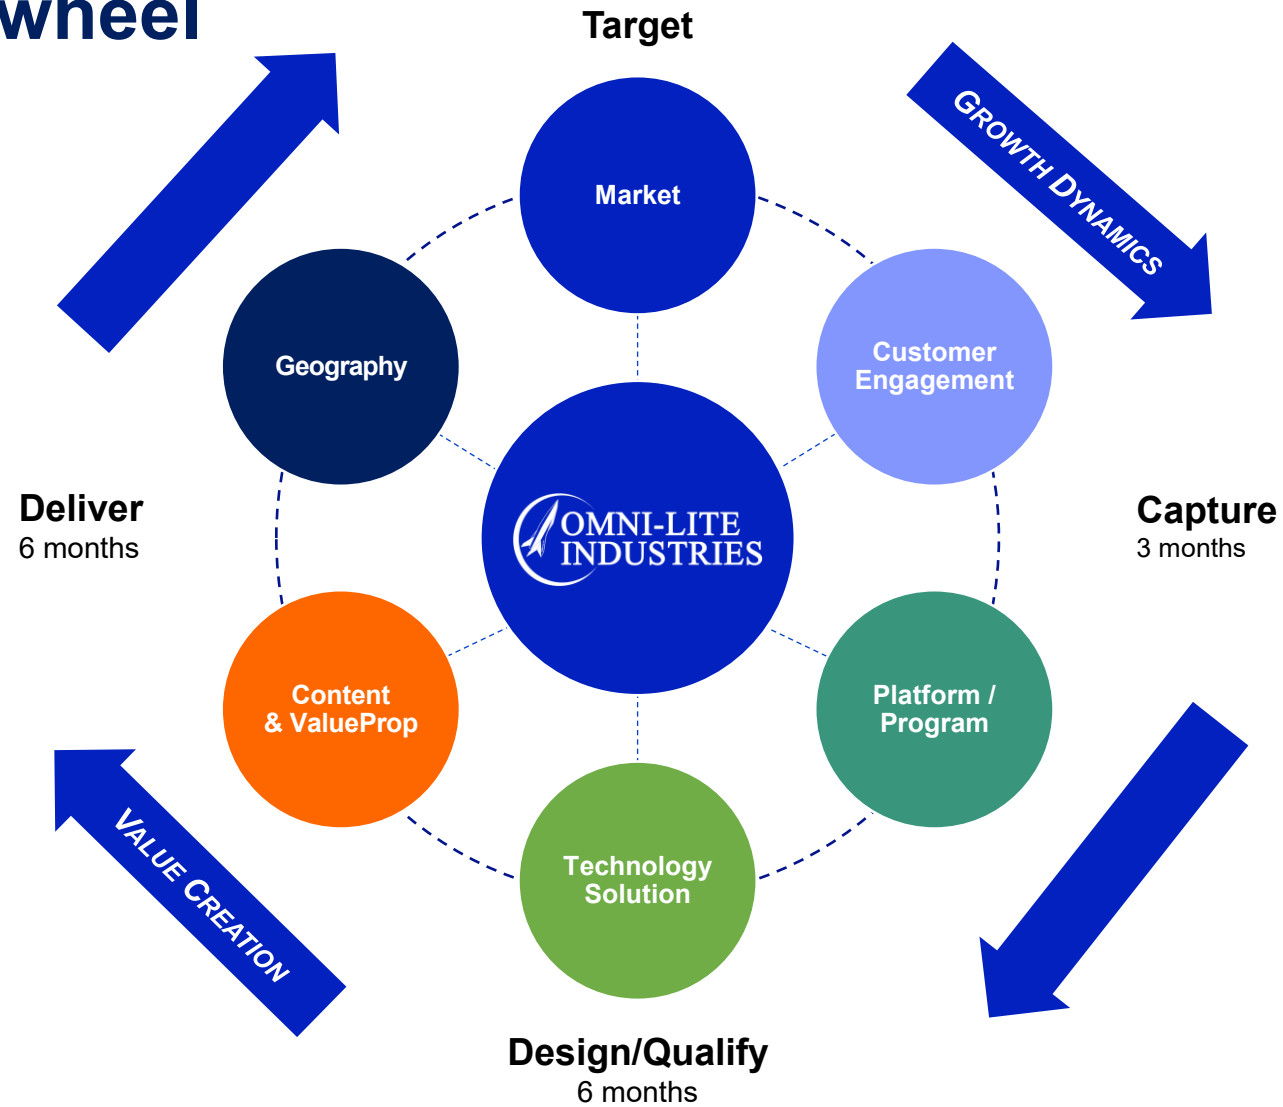 wheel
Target
GROWTH DYNAMICS
Market
Geography
Customer
Engagement
Deliver
6 months
OMNI-LITE
INDUSTRIES
Capture
3 months
Content
& ValueProp
Platform /
Program
VALUE CREATION
Technology
Solution
Design/Qualify
6 months